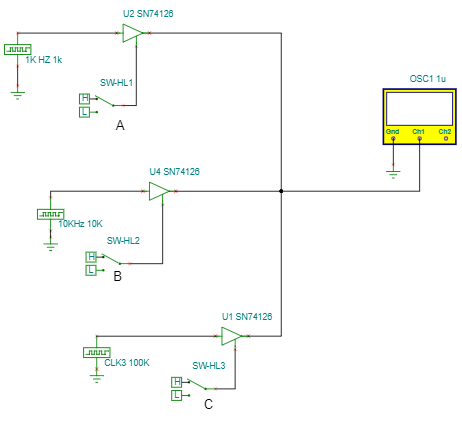 U2 SN74126
1K HZ 1k
SW-HL1
H
L
A
OSC1 1u
Gnd Ch1 Ch2
U4 SN74126
10KHz 10K
SW-HL2
H
L
B
U1 SN74126
CLK3 100K
SW-HL3
H
L
C